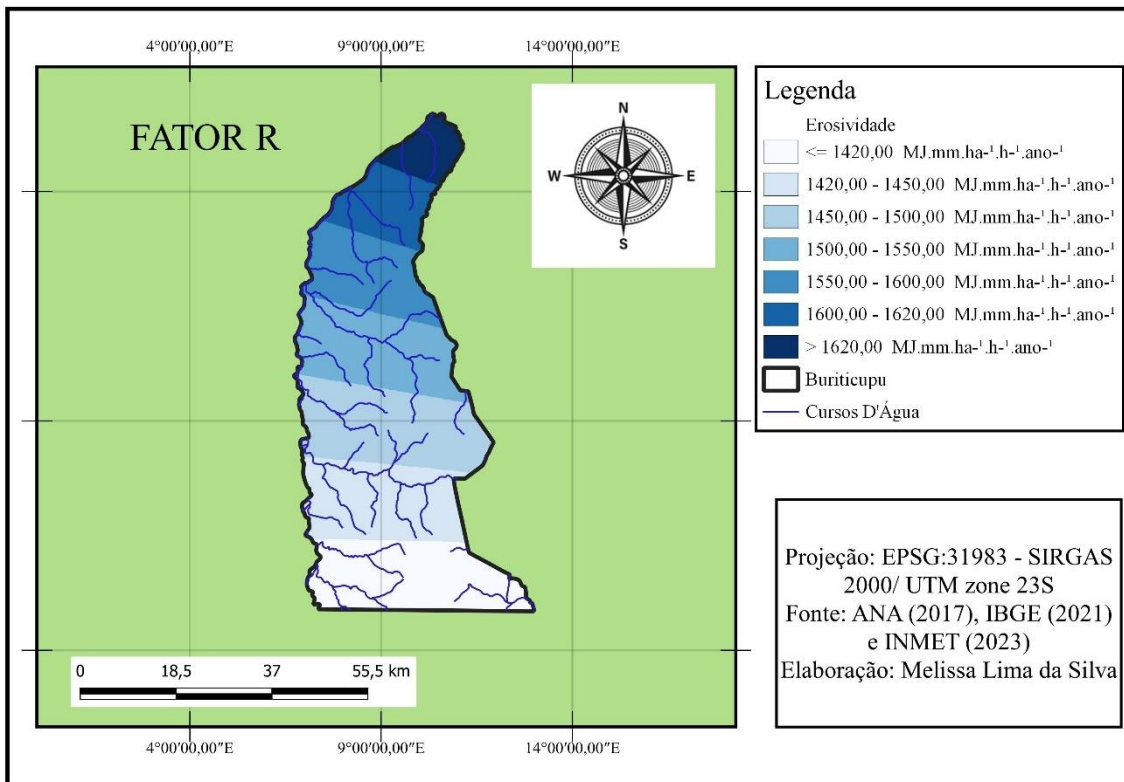 4°00'00,00"E 9°00'00,00"E 14°00'00,00"E
FATOR R
N
W E
S
Legenda
Erosividade
<= 1420,00 MJ.mm.ha-¹.h-¹.ano-¹
1420,00 - 1450,00 MJ.mm.ha-¹.h-¹.ano-¹
1450,00 - 1500,00 MJ.mm.ha-¹.h-¹.ano-¹
1500,00 - 1550,00 MJ.mm.ha-¹.h-¹.ano-¹
1550,00 - 1600,00 MJ.mm.ha-¹.h-¹.ano-¹
1600,00 - 1620,00 MJ.mm.ha-¹.h-¹.ano-¹
> 1620,00 MJ.mm.ha-¹.h-¹.ano-¹
Buriticupu
Cursos D'Água
Projeção: EPSG:31983 - SIRGAS
2000/ UTM zone 23S
Fonte: ANA (2017), IBGE (2021)
e INMET (2023)
Elaboração: Melissa Lima da Silva
0 18,5 37 55,5 km
4°00'00,00"E 9°00'00,00"E 14°00'00,00"E